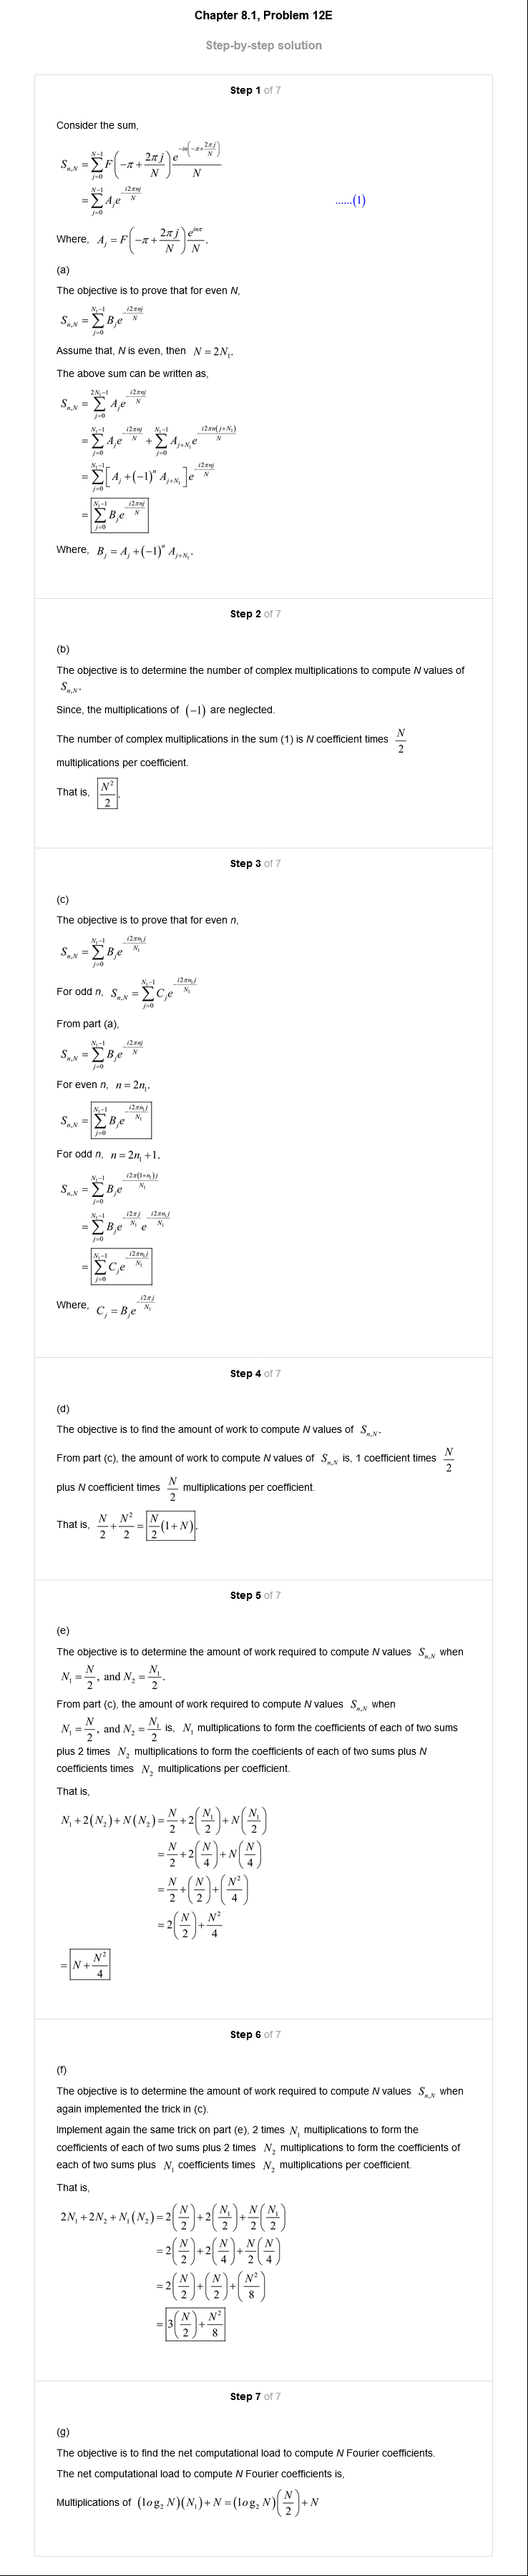 Chapter 8.1, Problem 12E
Step-by-step solution
Step 1 of 7
Consider the sum,
S_{n,N} = \sum_{j=0}^{N-1} F\left(-\pi + \frac{2\pi j}{N}\right) \frac{e^{-in\left(-\pi + \frac{2\pi j}{N}\right)}}{N}
= \sum_{j=0}^{N-1} A_j e^{-\frac{i2\pi nj}{N}} ......(1)
Where, A_j = F\left(-\pi + \frac{2\pi j}{N}\right) \frac{e^{in\pi}}{N}.
(a)
The objective is to prove that for even N,
S_{n,N} = \sum_{j=0}^{N_1-1} B_j e^{-\frac{i2\pi nj}{N}}
Assume that, N is even, then N = 2N_1.
The above sum can be written as,
S_{n,N} = \sum_{j=0}^{2N_1-1} A_j e^{-\frac{i2\pi nj}{N}}
= \sum_{j=0}^{N_1-1} A_j e^{-\frac{i2\pi nj}{N}} + \sum_{j=0}^{N_1-1} A_{j+N_1} e^{-\frac{i2\pi n(j+N_1)}{N}}
= \sum_{j=0}^{N_1-1} \left[ A_j + (-1)^n A_{j+N_1} \right] e^{-\frac{i2\pi nj}{N}}
= \sum_{j=0}^{N_1-1} B_j e^{-\frac{i2\pi nj}{N}}
Where, B_j = A_j + (-1)^n A_{j+N_1}.
Step 2 of 7
(b)
The objective is to determine the number of complex multiplications to compute N values of
S_{n,N}.
Since, the multiplications of (-1) are neglected.
The number of complex multiplications in the sum (1) is N coefficient times \frac{N}{2}
multiplications per coefficient.
That is, \frac{N^2}{2}.
Step 3 of 7
(c)
The objective is to prove that for even n,
S_{n,N} = \sum_{j=0}^{N_1-1} B_j e^{-\frac{i2\pi n_1 j}{N_1}}
For odd n, S_{n,N} = \sum_{j=0}^{N_1-1} C_j e^{-\frac{i2\pi n_1 j}{N_1}}
From part (a),
S_{n,N} = \sum_{j=0}^{N_1-1} B_j e^{-\frac{i2\pi nj}{N}}
For even n, n = 2n_1.
S_{n,N} = \sum_{j=0}^{N_1-1} B_j e^{-\frac{i2\pi n_1 j}{N_1}}
For odd n, n = 2n_1 + 1.
S_{n,N} = \sum_{j=0}^{N_1-1} B_j e^{-\frac{i2\pi(1+n_1)j}{N_1}}
= \sum_{j=0}^{N_1-1} B_j e^{-\frac{i2\pi j}{N_1}} e^{-\frac{i2\pi n_1 j}{N_1}}
= \sum_{j=0}^{N_1-1} C_j e^{-\frac{i2\pi n_1 j}{N_1}}
Where, C_j = B_j e^{-\frac{i2\pi j}{N_1}}
Step 4 of 7
(d)
The objective is to find the amount of work to compute N values of S_{n,N}.
From part (c), the amount of work to compute N values of S_{n,N} is, 1 coefficient times \frac{N}{2}
plus N coefficient times \frac{N}{2} multiplications per coefficient.
That is, \frac{N}{2} + \frac{N^2}{2} = \frac{N}{2}(1+N).
Step 5 of 7
(e)
The objective is to determine the amount of work required to compute N values S_{n,N} when
N_1 = \frac{N}{2}, and N_2 = \frac{N_1}{2}.
From part (c), the amount of work required to compute N values S_{n,N} when
N_1 = \frac{N}{2}, and N_2 = \frac{N_1}{2} is, N_1 multiplications to form the coefficients of each of two sums
plus 2 times N_2 multiplications to form the coefficients of each of two sums plus N
coefficients times N_2 multiplications per coefficient.
That is,
N_1 + 2(N_2) + N(N_2) = \frac{N}{2} + 2\left(\frac{N_1}{2}\right) + N\left(\frac{N_1}{2}\right)
= \frac{N}{2} + 2\left(\frac{N}{4}\right) + N\left(\frac{N}{4}\right)
= \frac{N}{2} + \left(\frac{N}{2}\right) + \left(\frac{N^2}{4}\right)
= 2\left(\frac{N}{2}\right) + \frac{N^2}{4}
= N + \frac{N^2}{4}
Step 6 of 7
(f)
The objective is to determine the amount of work required to compute N values S_{n,N} when
again implemented the trick in (c).
Implement again the same trick on part (e), 2 times N_1 multiplications to form the
coefficients of each of two sums plus 2 times N_2 multiplications to form the coefficients of
each of two sums plus N_1 coefficients times N_2 multiplications per coefficient.
That is,
2N_1 + 2N_2 + N_1(N_2) = 2\left(\frac{N}{2}\right) + 2\left(\frac{N_1}{2}\right) + \frac{N}{2}\left(\frac{N_1}{2}\right)
= 2\left(\frac{N}{2}\right) + 2\left(\frac{N}{4}\right) + \frac{N}{2}\left(\frac{N}{4}\right)
= 2\left(\frac{N}{2}\right) + \left(\frac{N}{2}\right) + \left(\frac{N^2}{8}\right)
= 3\left(\frac{N}{2}\right) + \frac{N^2}{8}
Step 7 of 7
(g)
The objective is to find the net computational load to compute N Fourier coefficients.
The net computational load to compute N Fourier coefficients is,
Multiplications of (log_2 N)(N_1) + N = (log_2 N)\left(\frac{N}{2}\right) + N